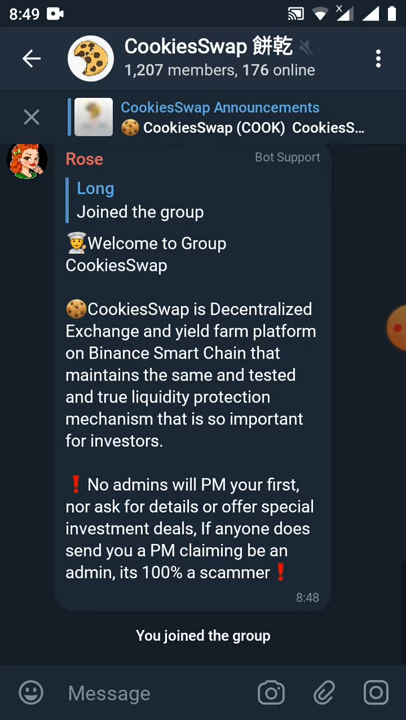 8:49
CookiesSwap 餅乾
1,207 members, 176 online
CookiesSwap Announcements
CookiesSwap (COOK) CookiesS...
Rose
Bot Support
Long
Joined the group
Welcome to Group
CookiesSwap
CookiesSwap is Decentralized
Exchange and yield farm platform
on Binance Smart Chain that
maintains the same and tested
and true liquidity protection
mechanism that is so important
for investors.
❗No admins will PM your first,
nor ask for details or offer special
investment deals, If anyone does
send you a PM claiming be an
admin, its 100% a scammer❗
8:48
You joined the group
Message